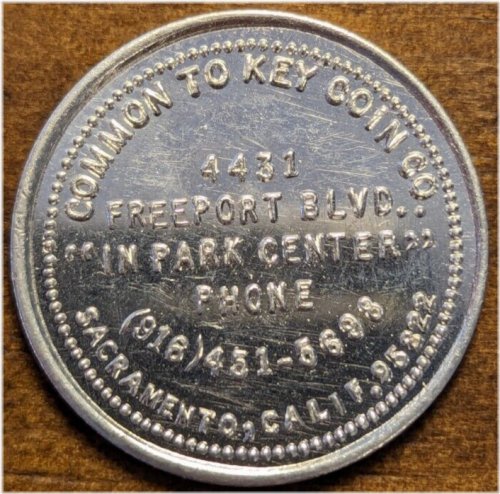 COMMON TO KEY COIN CO
4431
FREEPORT BLVD..
"IN PARK CENTER"
PHONE
(916)451-5698
SACRAMENTO, CALIF. 95822